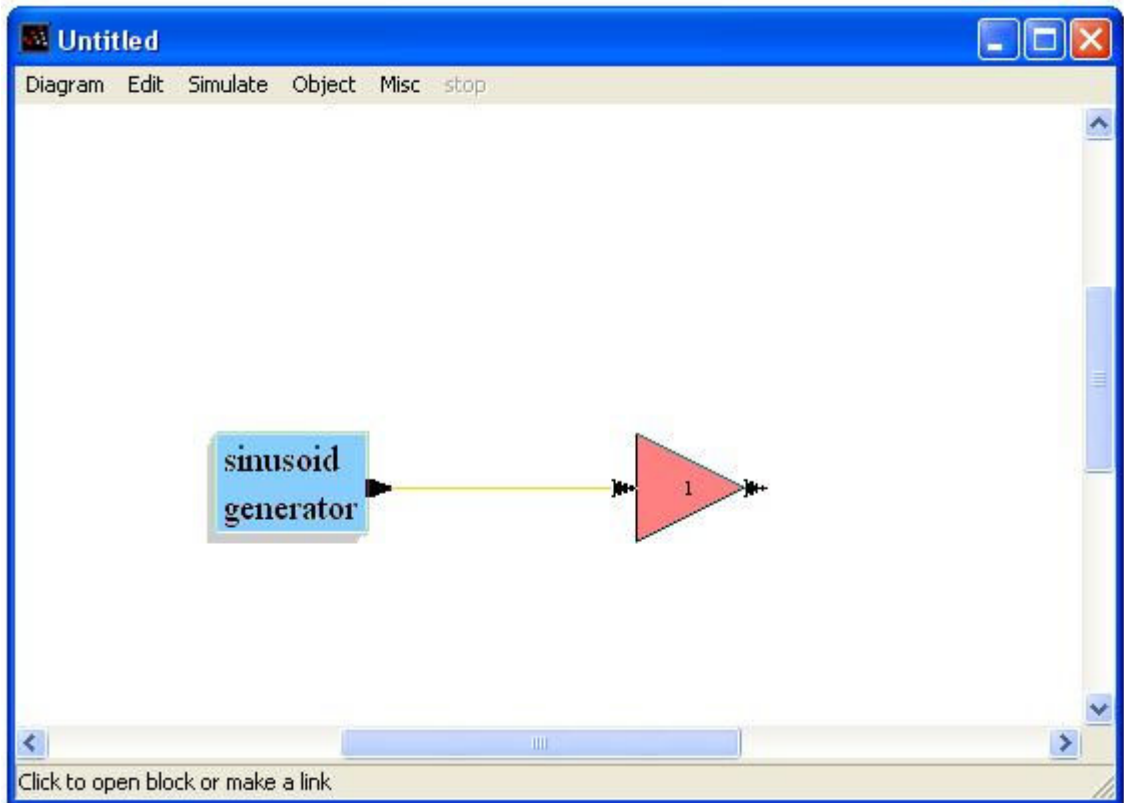 Untitled
Diagram Edit Simulate Object Misc stop
sinusoid
generator
1
Click to open block or make a link